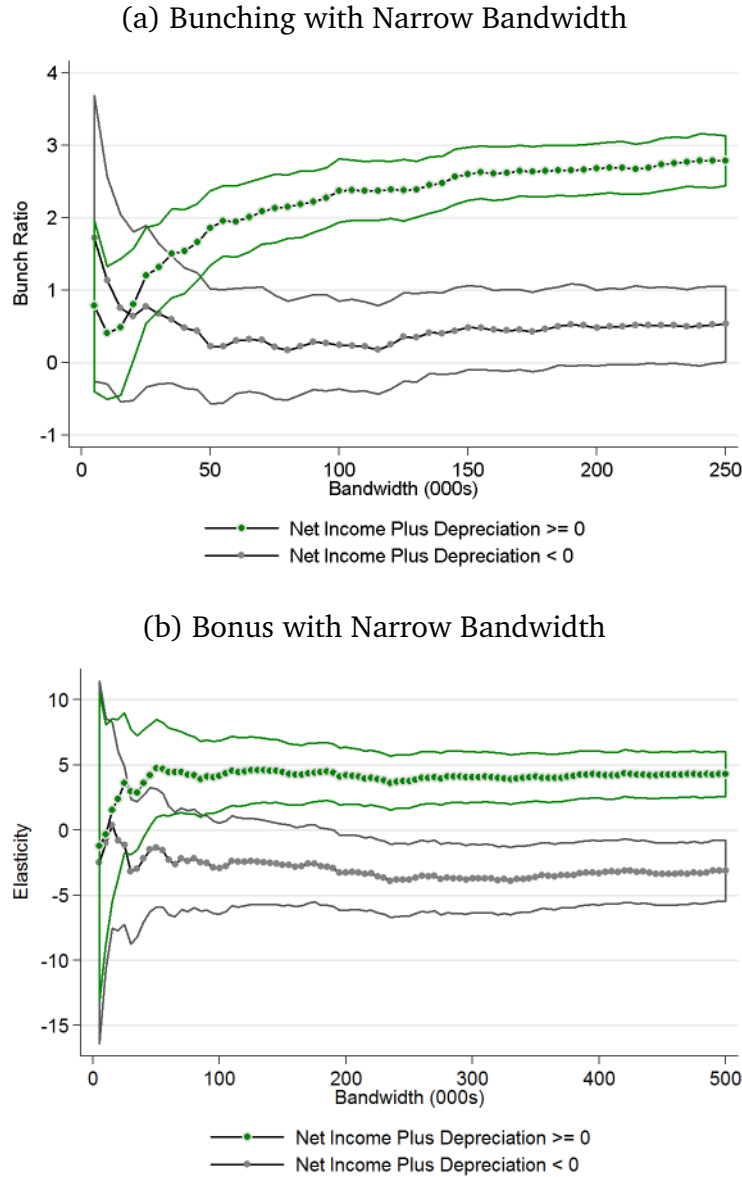 (a) Bunching with Narrow Bandwidth
4
3
2
1
0
-1
Bunch Ratio
0 50 100 150 200 250
Bandwidth (000s)
Net Income Plus Depreciation >= 0
Net Income Plus Depreciation < 0
(b) Bonus with Narrow Bandwidth
10
5
0
-5
-10
-15
Elasticity
0 100 200 300 400 500
Bandwidth (000s)
Net Income Plus Depreciation >= 0
Net Income Plus Depreciation < 0